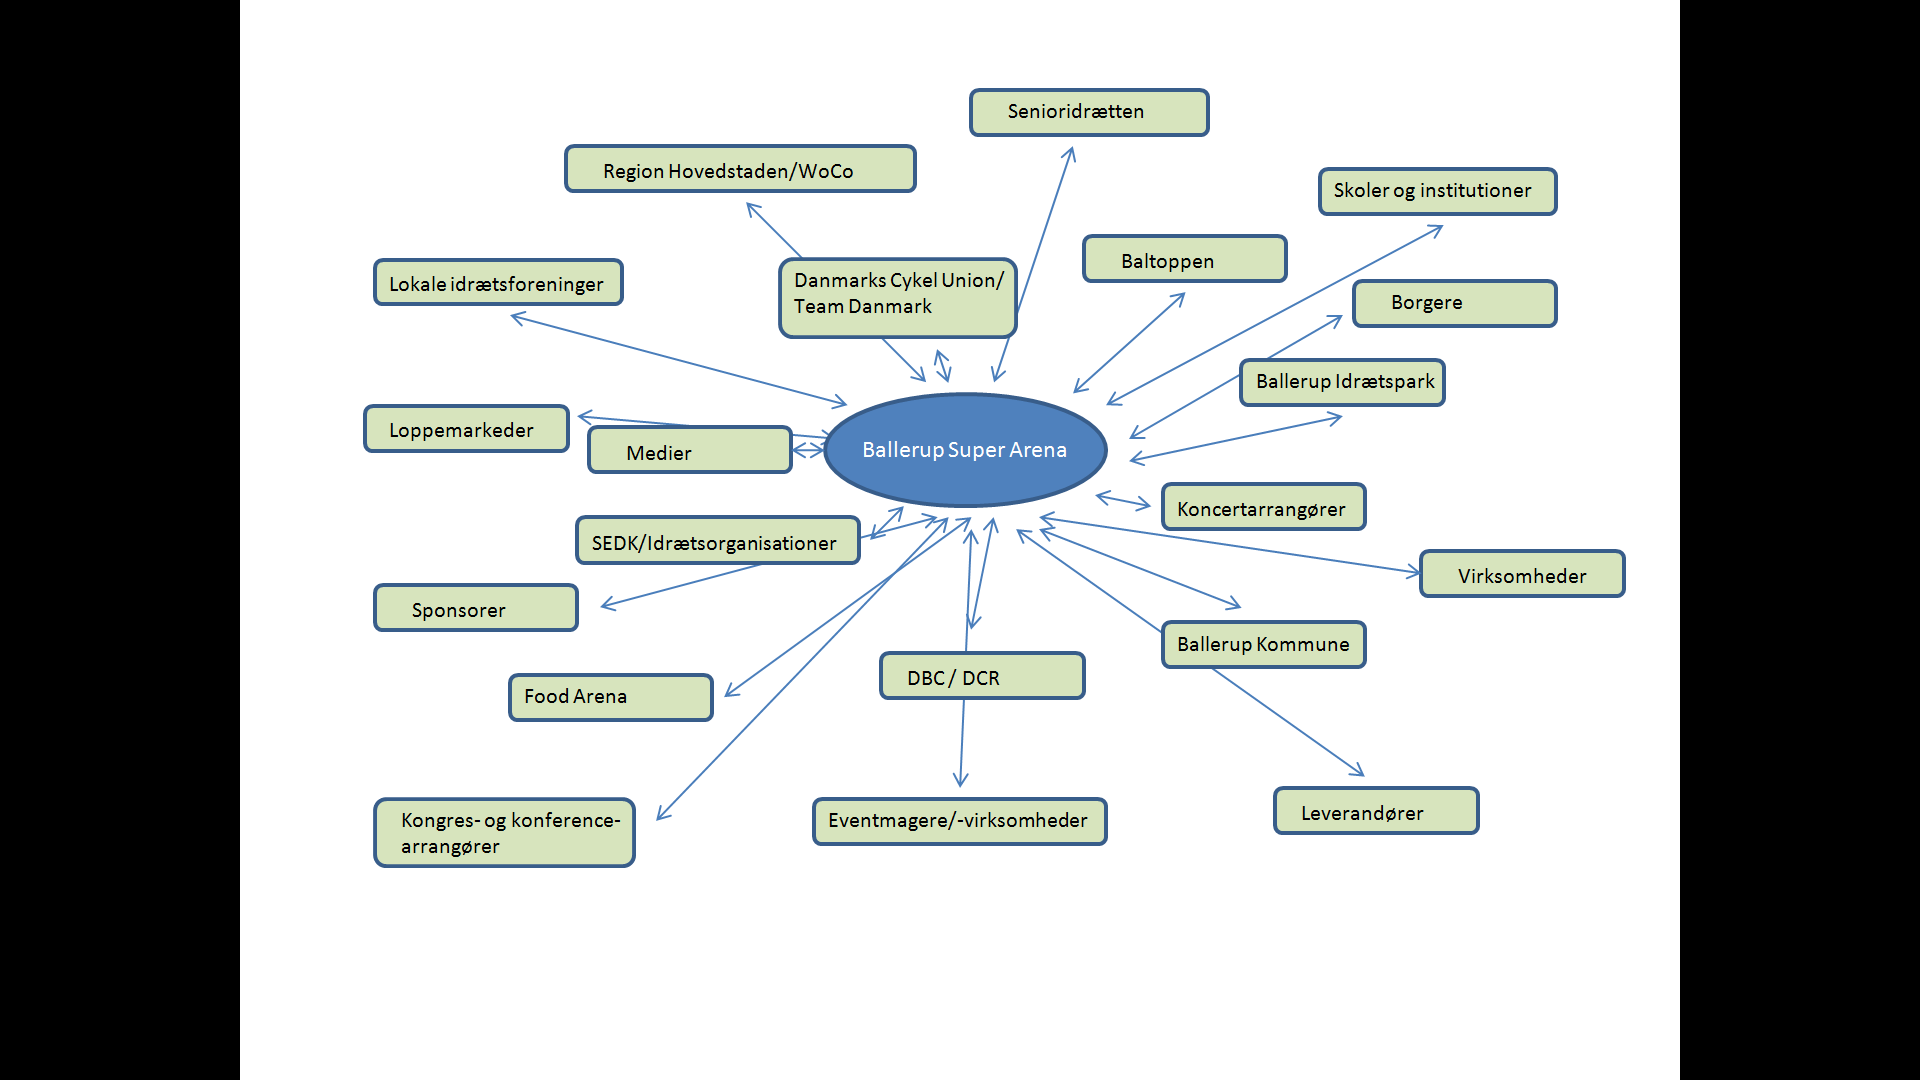 Senioridrætten
Region Hovedstaden/WoCo
Skoler og institutioner
Baltoppen
Lokale idrætsforeninger
Danmarks Cykel Union/
Team Danmark
Borgere
Ballerup Idrætspark
Loppemarkeder
Medier
Ballerup Super Arena
Koncertarrangører
SEDK/Idrætsorganisationer
Virksomheder
Sponsorer
Ballerup Kommune
DBC / DCR
Food Arena
Kongres- og konference-
arrangører
Eventmagere/-virksomheder
Leverandører